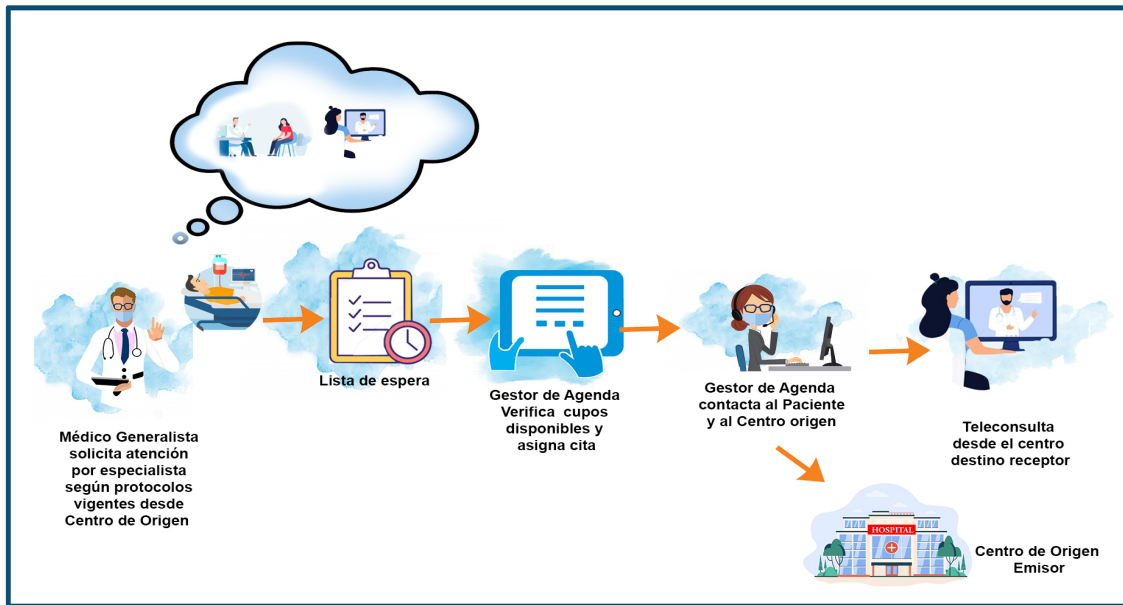 Médico Generalista
solicita atención
por especialista
según protocolos
vigentes desde
Centro de Origen
Lista de espera
Gestor de Agenda
Verifica cupos
disponibles y
asigna cita
Gestor de Agenda
contacta al Paciente
y al Centro origen
Teleconsulta
desde el centro
destino receptor
HOSPITAL
Centro de Origen
Emisor